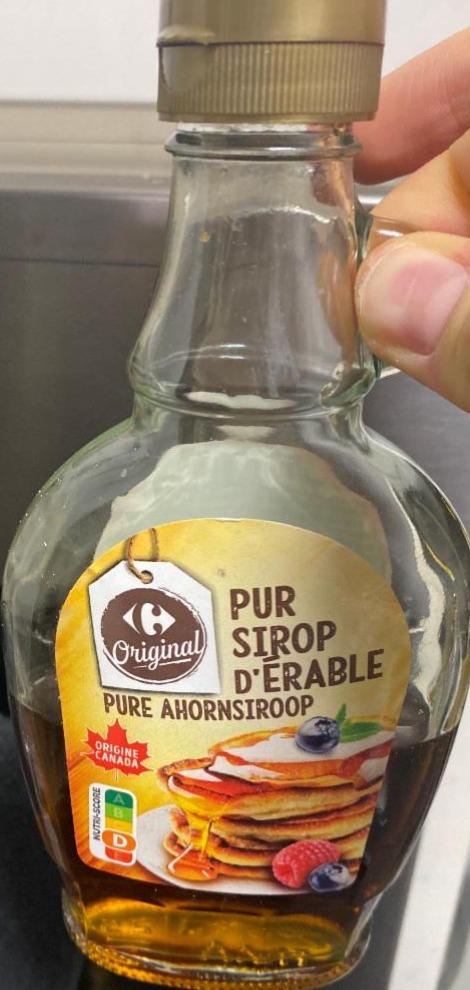 Original
PUR
SIROP
D'ÉRABLE
PURE AHORNSIROOP
ORIGINE
CANADA
NUTRI-SCORE
A
B
D